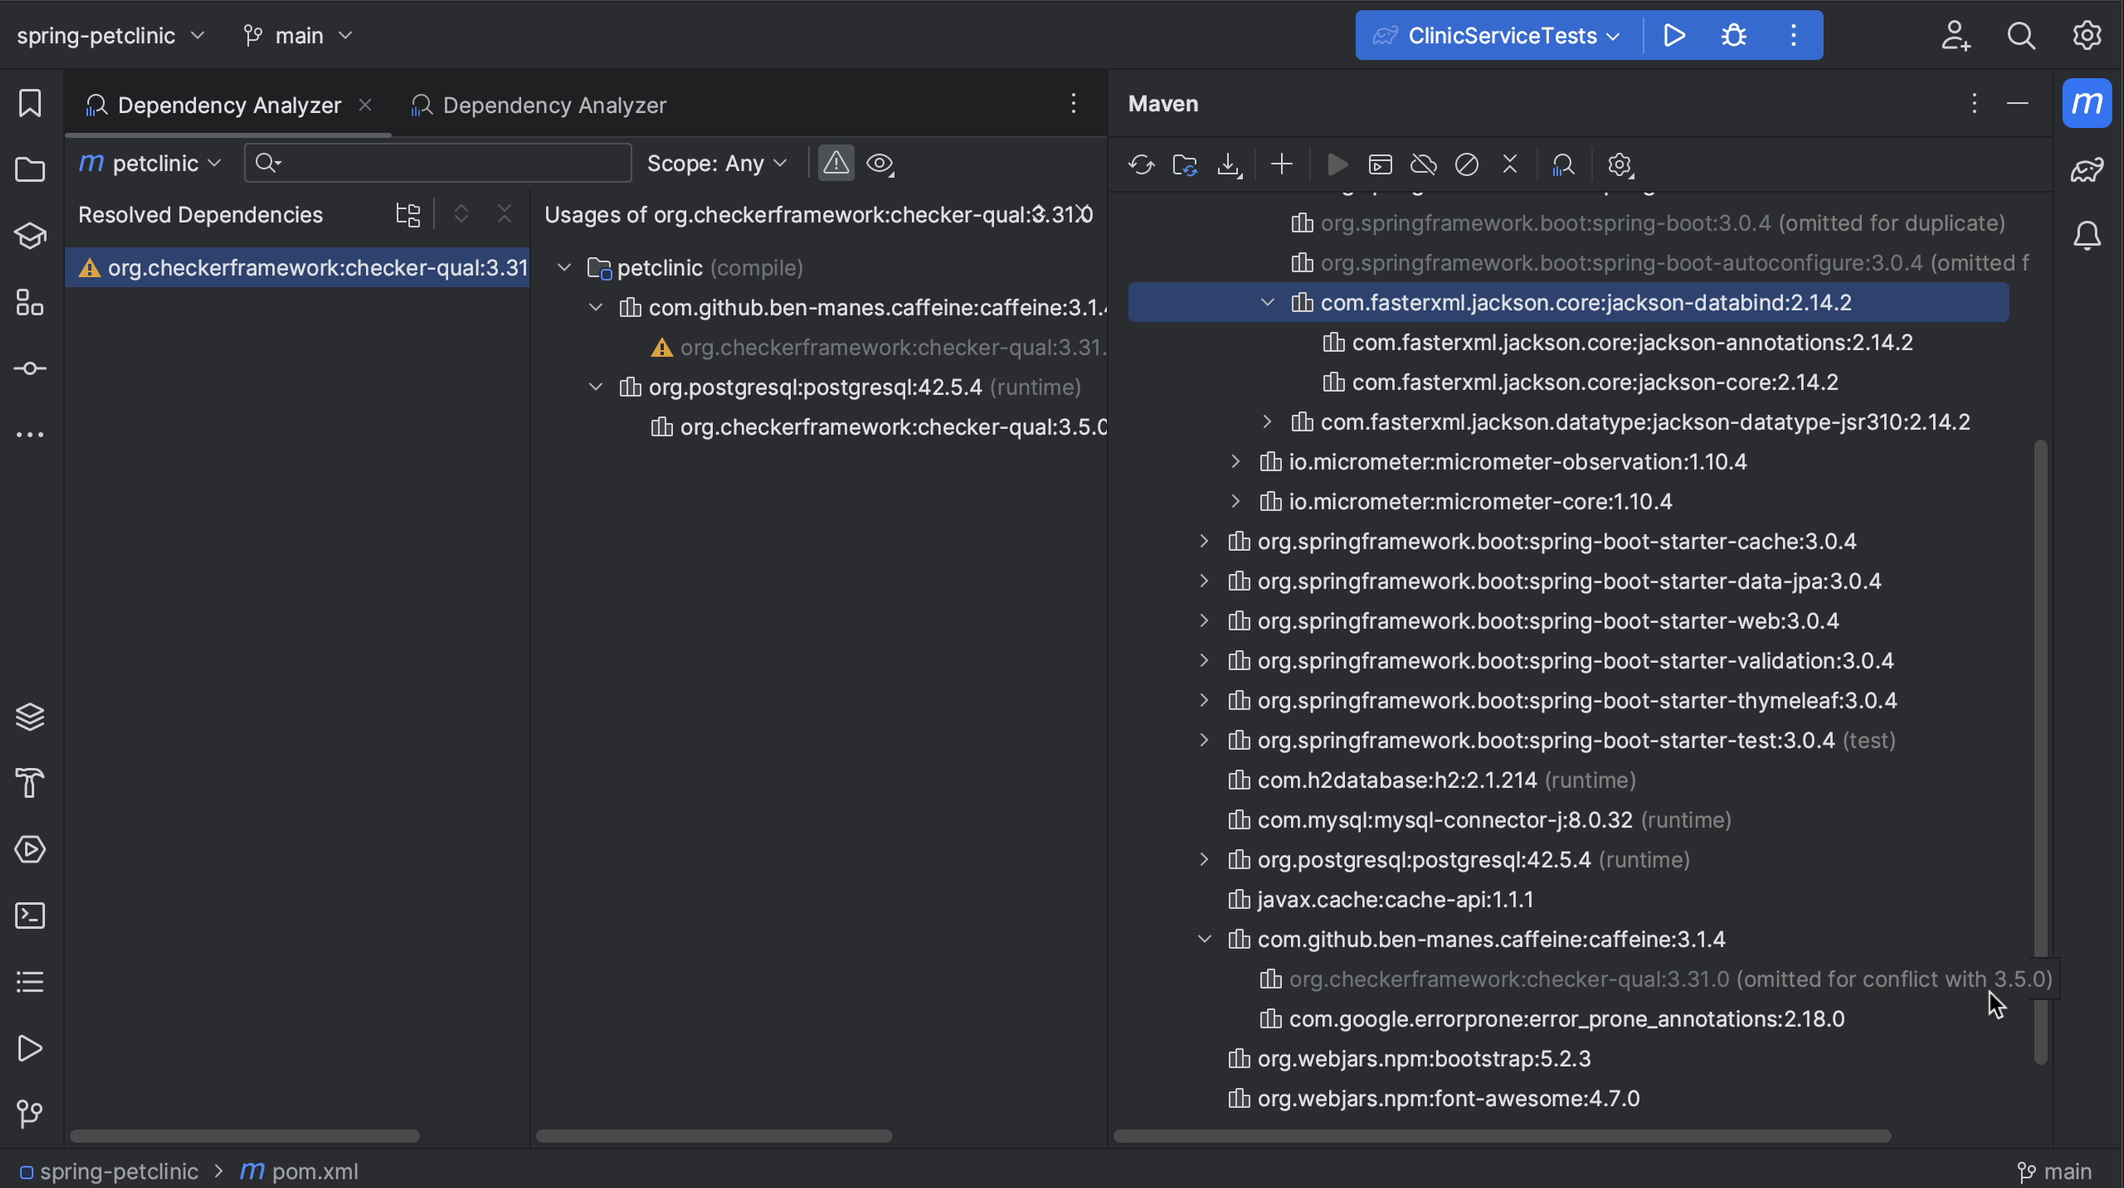 spring-petclinic
main
ClinicServiceTests
Dependency Analyzer
Dependency Analyzer
Maven
m
m petclinic
Scope: Any
Resolved Dependencies
org.checkerframework:checker-qual:3.31
Usages of org.checkerframework:checker-qual:3.31.0
petclinic (compile)
com.github.ben-manes.caffeine:caffeine:3.1.4
org.checkerframework:checker-qual:3.31.
org.postgresql:postgresql:42.5.4 (runtime)
org.checkerframework:checker-qual:3.5.0
org.springframework.boot:spring-boot:3.0.4 (omitted for duplicate)
org.springframework.boot:spring-boot-autoconfigure:3.0.4 (omitted f
com.fasterxml.jackson.core:jackson-databind:2.14.2
com.fasterxml.jackson.core:jackson-annotations:2.14.2
com.fasterxml.jackson.core:jackson-core:2.14.2
com.fasterxml.jackson.datatype:jackson-datatype-jsr310:2.14.2
io.micrometer:micrometer-observation:1.10.4
io.micrometer:micrometer-core:1.10.4
org.springframework.boot:spring-boot-starter-cache:3.0.4
org.springframework.boot:spring-boot-starter-data-jpa:3.0.4
org.springframework.boot:spring-boot-starter-web:3.0.4
org.springframework.boot:spring-boot-starter-validation:3.0.4
org.springframework.boot:spring-boot-starter-thymeleaf:3.0.4
org.springframework.boot:spring-boot-starter-test:3.0.4 (test)
com.h2database:h2:2.1.214 (runtime)
com.mysql:mysql-connector-j:8.0.32 (runtime)
org.postgresql:postgresql:42.5.4 (runtime)
javax.cache:cache-api:1.1.1
com.github.ben-manes.caffeine:caffeine:3.1.4
org.checkerframework:checker-qual:3.31.0 (omitted for conflict with 3.5.0)
com.google.errorprone:error_prone_annotations:2.18.0
org.webjars.npm:bootstrap:5.2.3
org.webjars.npm:font-awesome:4.7.0
spring-petclinic > m pom.xml
main